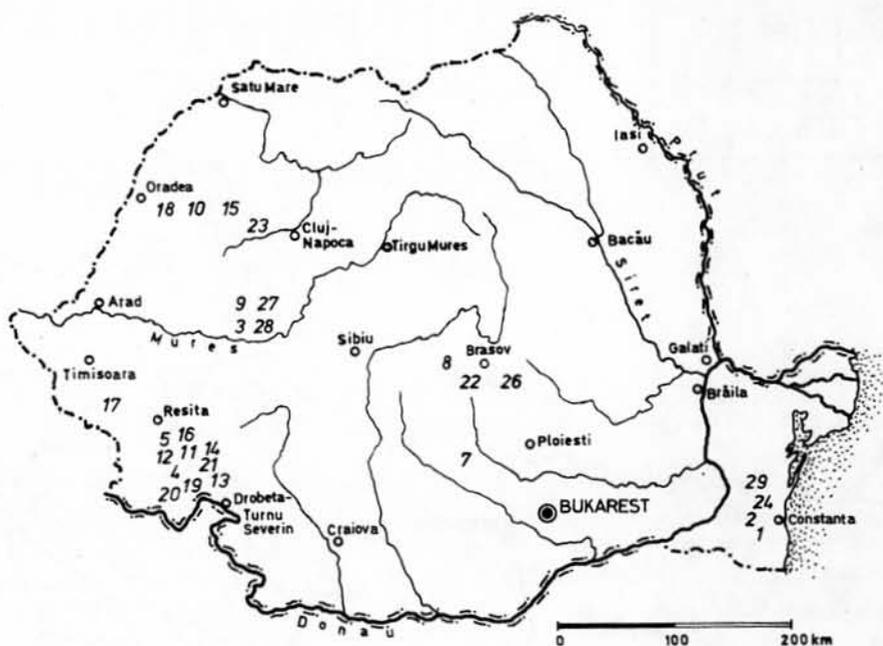 Satu Mare
Iasi
Prut
Oradea
18 10 15
23
Cluj-
Napoca
Tirgu Mures
Bacău
Siret
Arad
9 27
3 28
Mures
Sibiu
Brasov
8
22 26
Galati
Brăila
Timisoara
17
Resita
5 16
12 11 14
4 21
20 19 13
Drobeta-
Turnu
Severin
Ploiesti
7
BUKAREST
29
24
2
1
Constanta
Craiova
Donau
0 100 200 km